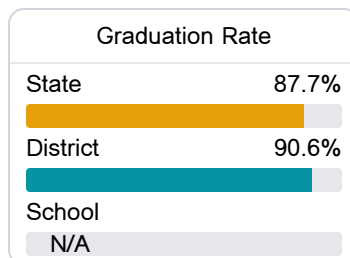 Graduation Rate
State 87.7%
District 90.6%
School
N/A